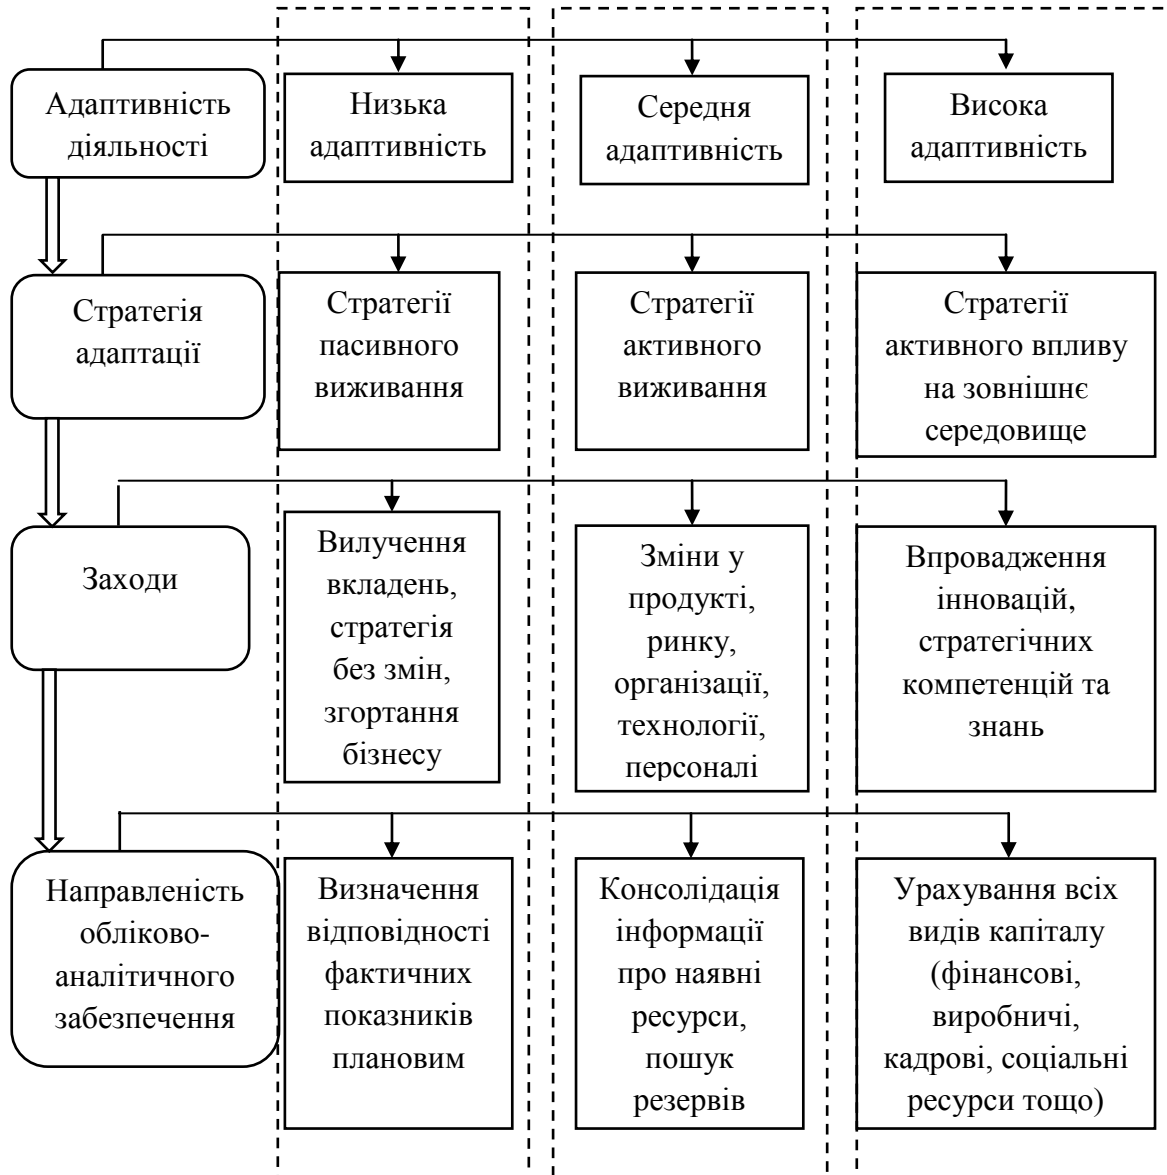 Адаптивність
діяльності
Низька
адаптивність
Середня
адаптивність
Висока
адаптивність
Стратегія
адаптації
Стратегії
пасивного
виживання
Стратегії
активного
виживання
Стратегії
активного впливу
на зовнішнє
середовище
Заходи
Вилучення
вкладень,
стратегія
без змін,
згортання
бізнесу
Зміни у
продукті,
ринку,
організації,
технології,
персоналі
Впровадження
інновацій,
стратегічних
компетенцій та
знань
Направленість
обліково-
аналітичного
забезпечення
Визначення
відповідності
фактичних
показників
плановим
Консолідація
інформації
про наявні
ресурси,
пошук
резервів
Урахування всіх
видів капіталу
(фінансові,
виробничі,
кадрові, соціальні
ресурси тощо)